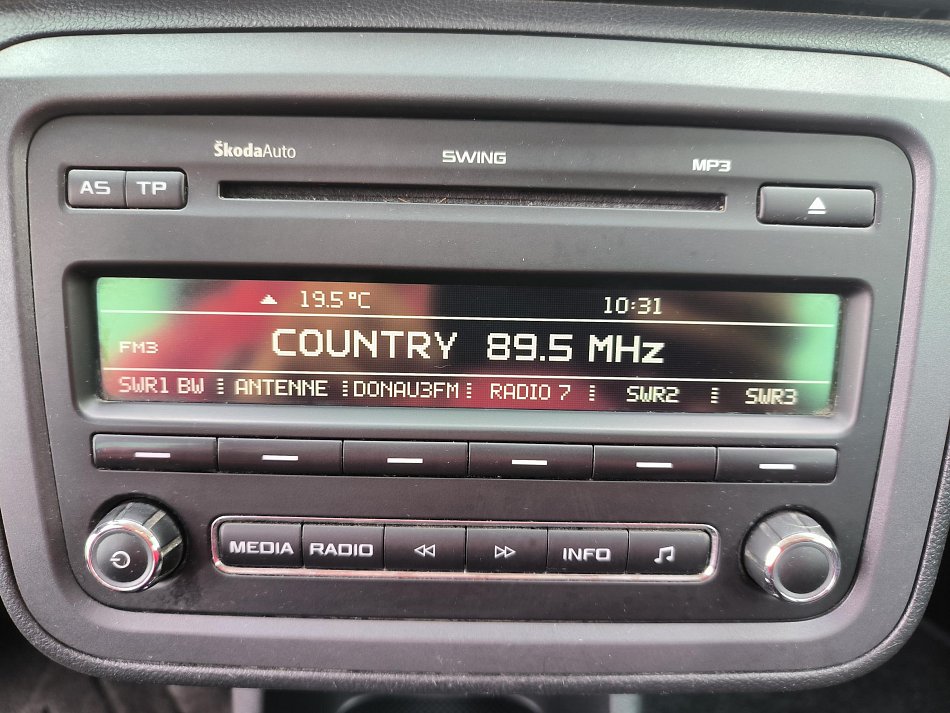 ŠkodaAuto SWING MP3
AS TP
19.5°C 10:31
FM3 COUNTRY 89.5 MHz
SWR1 BW ANTENNE DONAU3FM RADIO 7 SWR2 SWR3
MEDIA RADIO INFO